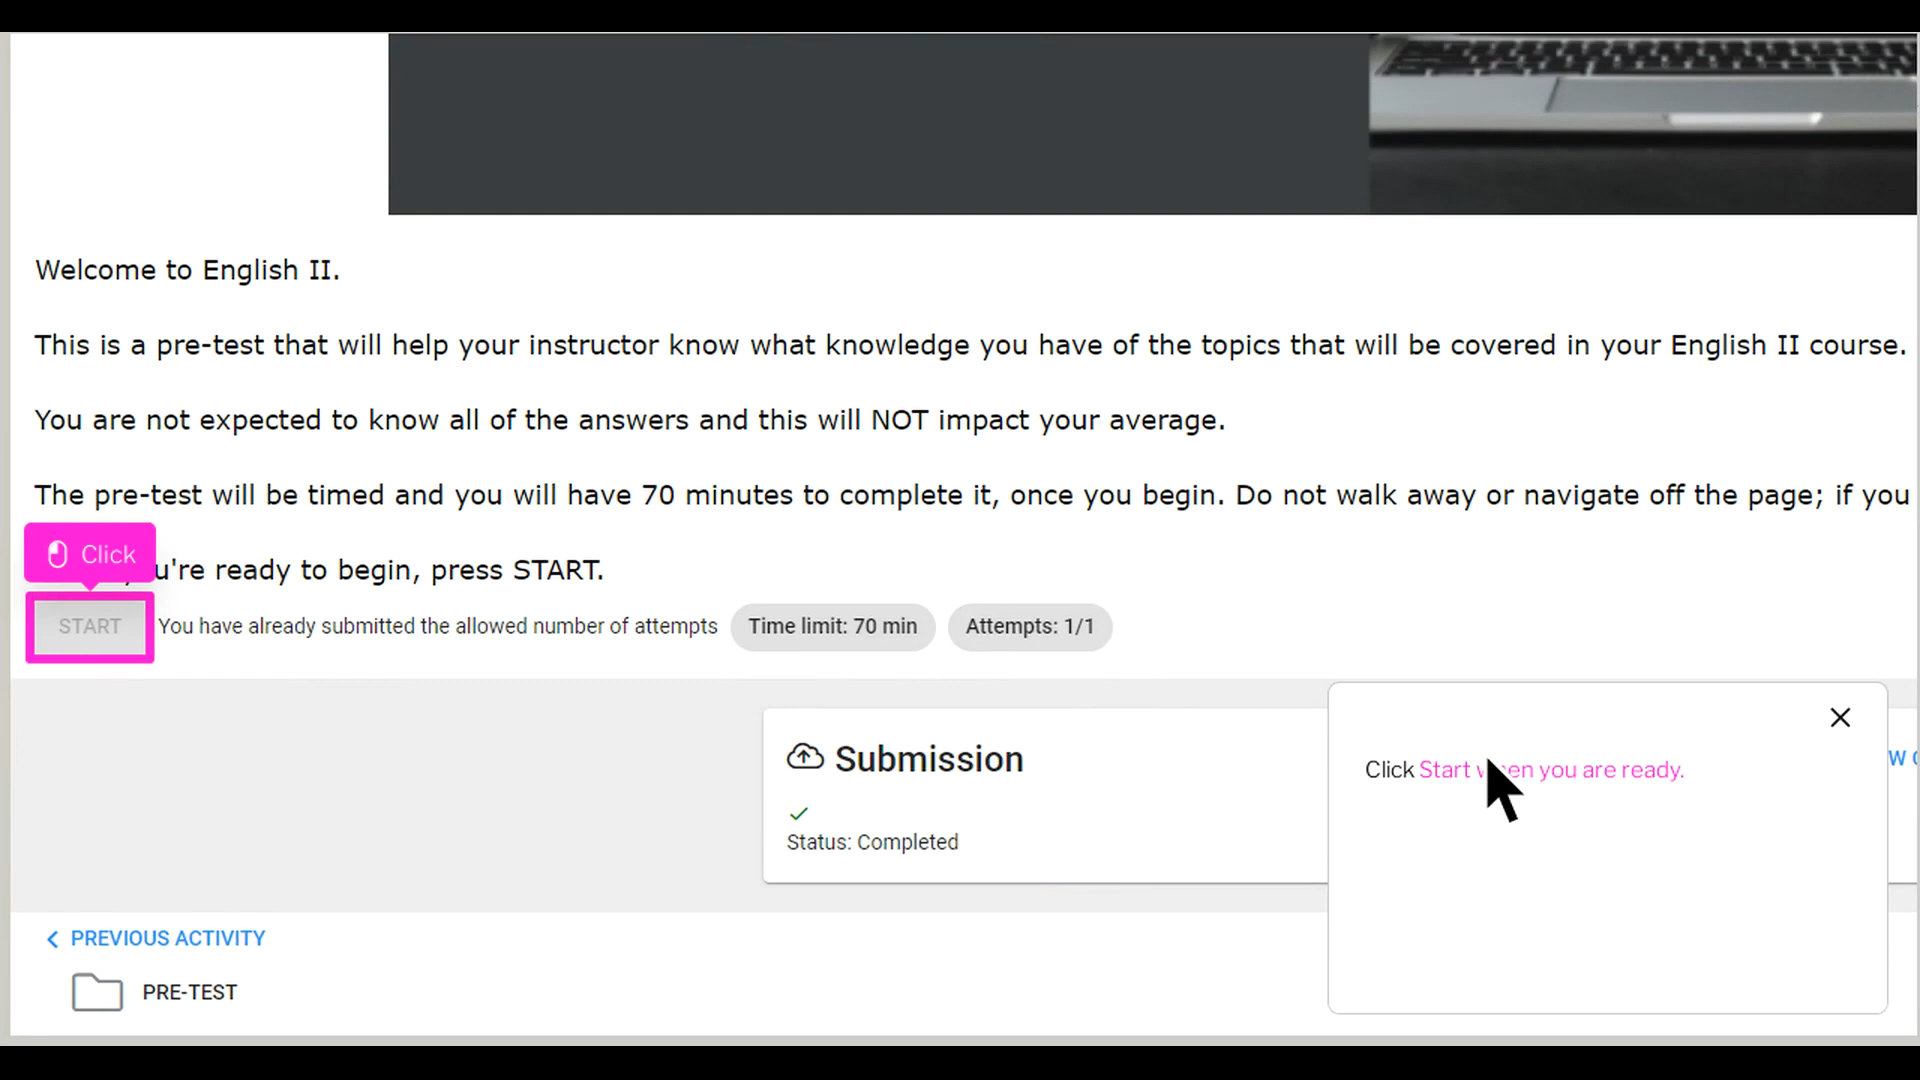 Welcome to English II.
This is a pre-test that will help your instructor know what knowledge you have of the topics that will be covered in your English II course.
You are not expected to know all of the answers and this will NOT impact your average.
The pre-test will be timed and you will have 70 minutes to complete it, once you begin. Do not walk away or navigate off the page; if you
Click
u're ready to begin, press START.
START You have already submitted the allowed number of attempts Time limit: 70 min Attempts: 1/1
Submission
Status: Completed
Click Start when you are ready.
PREVIOUS ACTIVITY
PRE-TEST